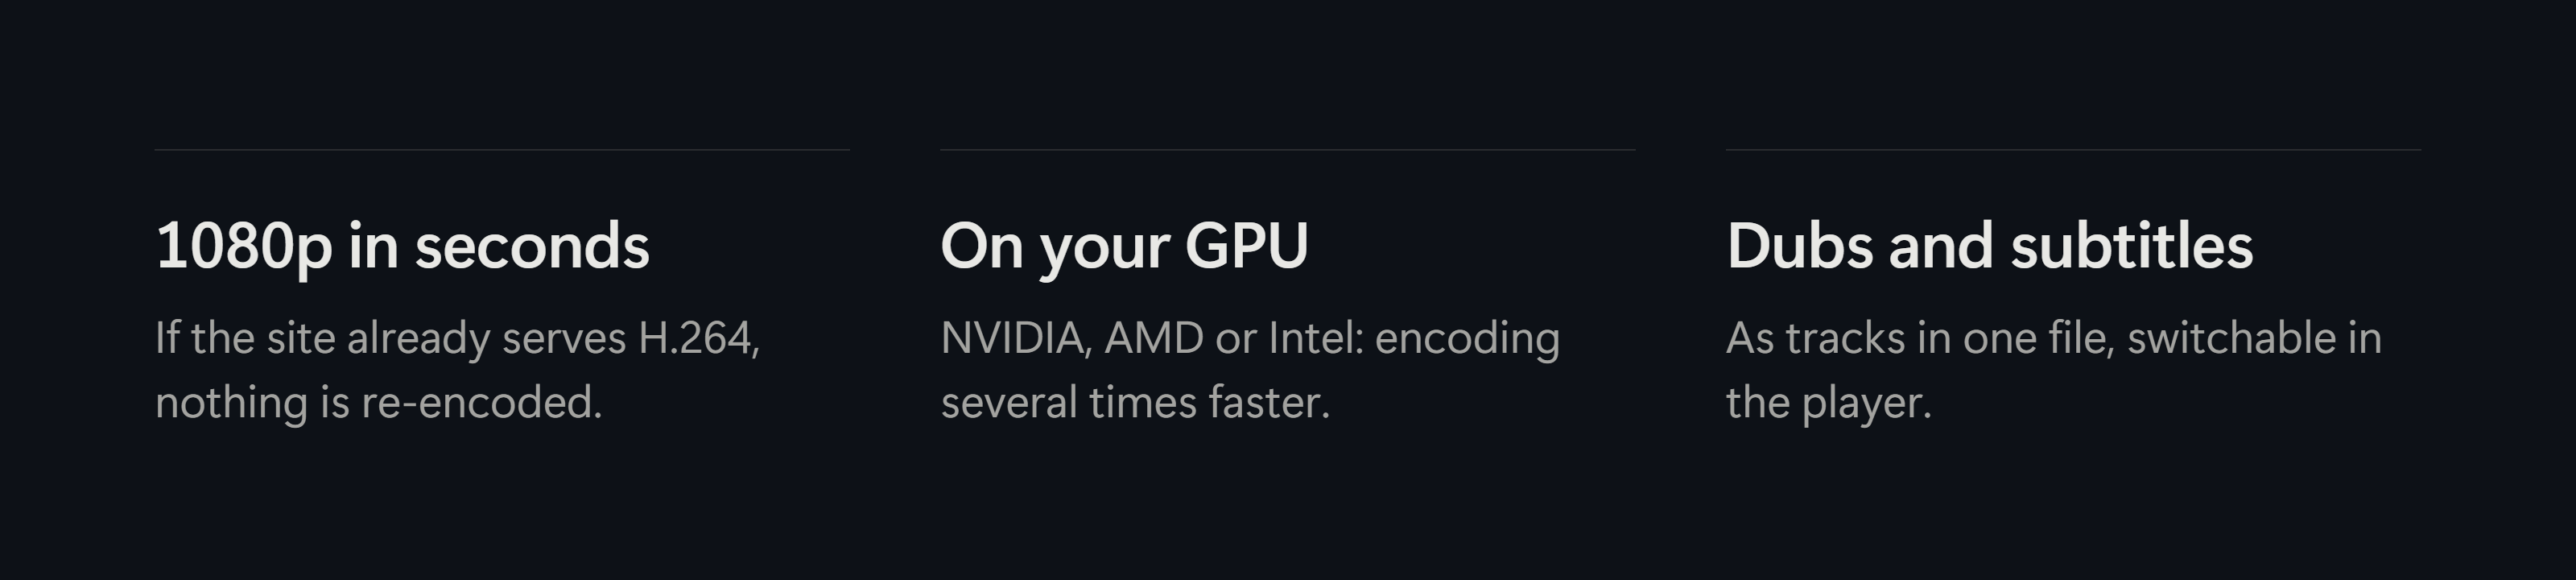 1080p in seconds
If the site already serves H.264,
nothing is re-encoded.
On your GPU
NVIDIA, AMD or Intel: encoding
several times faster.
Dubs and subtitles
As tracks in one file, switchable in
the player.